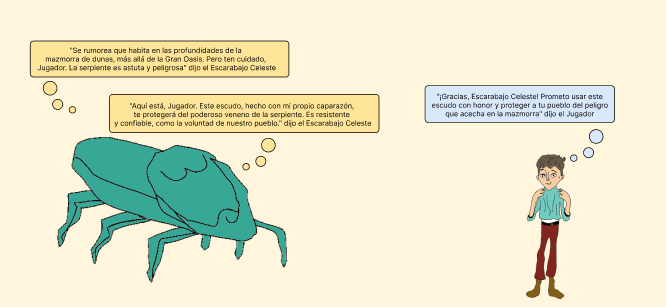 "Se rumorea que habita en las profundidades de la
mazmorra de dunas, más allá de la Gran Oasis. Pero ten cuidado,
Jugador. La serpiente es astuta y peligrosa" dijo el Escarabajo Celeste
"Aquí está, Jugador. Este escudo, hecho con mi propio caparazón,
te protegerá del poderoso veneno de la serpiente. Es resistente
y confiable, como la voluntad de nuestro pueblo." dijo el Escarabajo Celeste
"¡Gracias, Escarabajo Celeste! Prometo usar este
escudo con honor y proteger a tu pueblo del peligro
que acecha en la mazmorra" dijo el Jugador